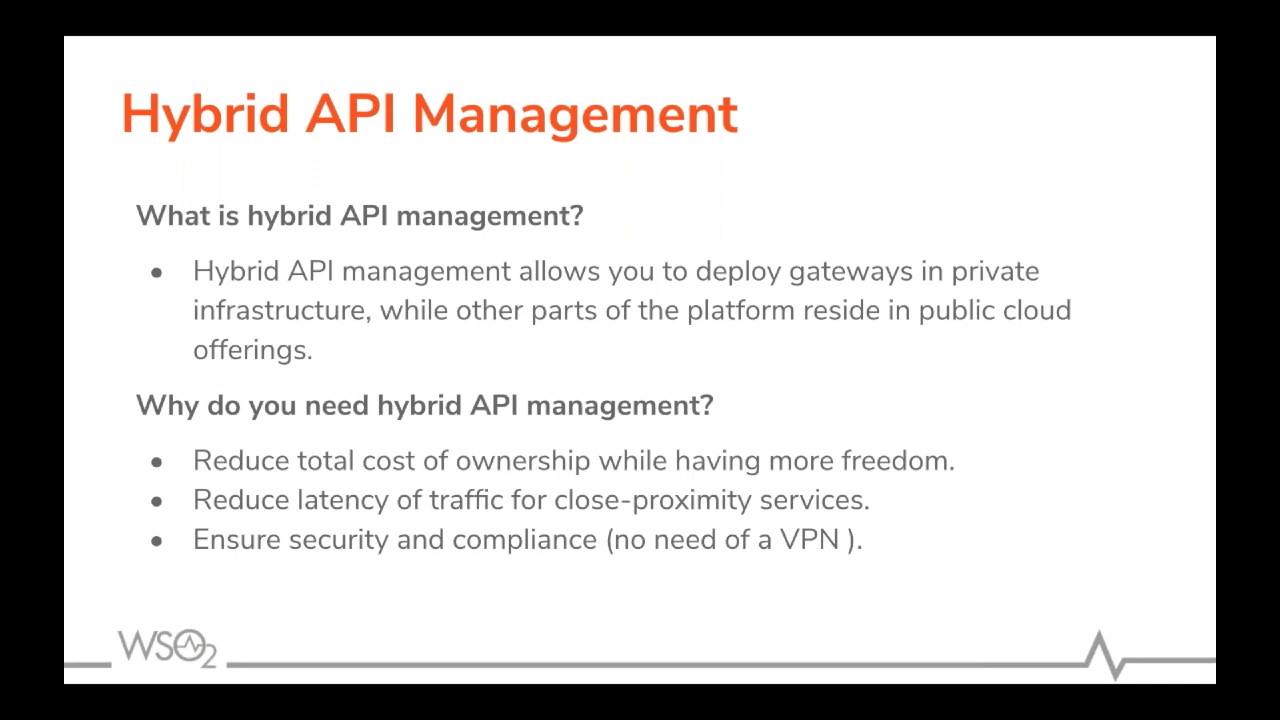 Hybrid API Management
What is hybrid API management?
● Hybrid API management allows you to deploy gateways in private
infrastructure, while other parts of the platform reside in public cloud
offerings.
Why do you need hybrid API management?
● Reduce total cost of ownership while having more freedom.
● Reduce latency of traffic for close-proximity services.
● Ensure security and compliance (no need of a VPN ).
WSO2